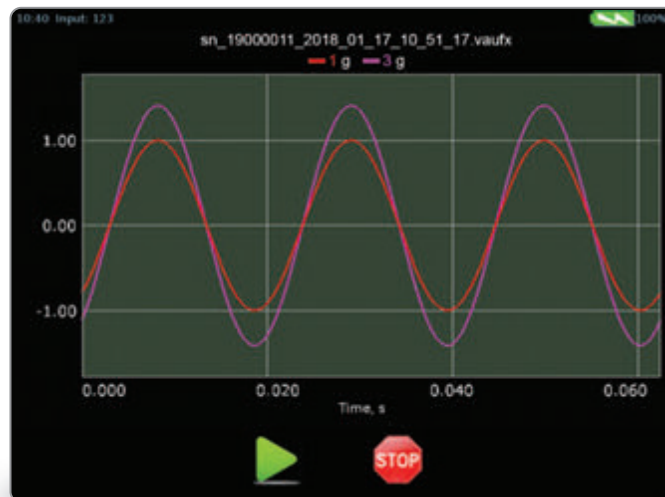 10:40 Input: 123 100%
sn_19000011_2018_01_17_10_51_17.vaufx
1 g 3 g
1.00
0.00
-1.00
0.000 0.020 0.040 0.060
Time, s
STOP